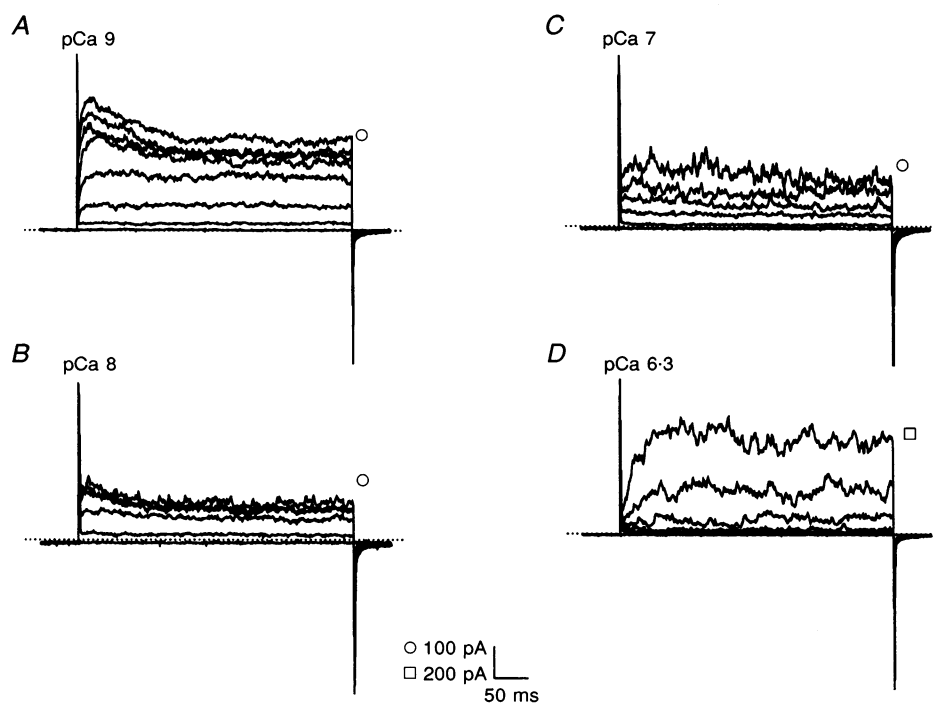 A
pCa 9
B
pCa 8
C
pCa 7
D
pCa 6·3
○ 100 pA
□ 200 pA
50 ms